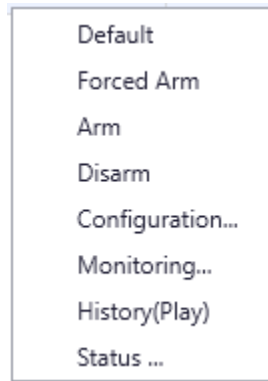 Default
Forced Arm
Arm
Disarm
Configuration...
Monitoring...
History(Play)
Status ...